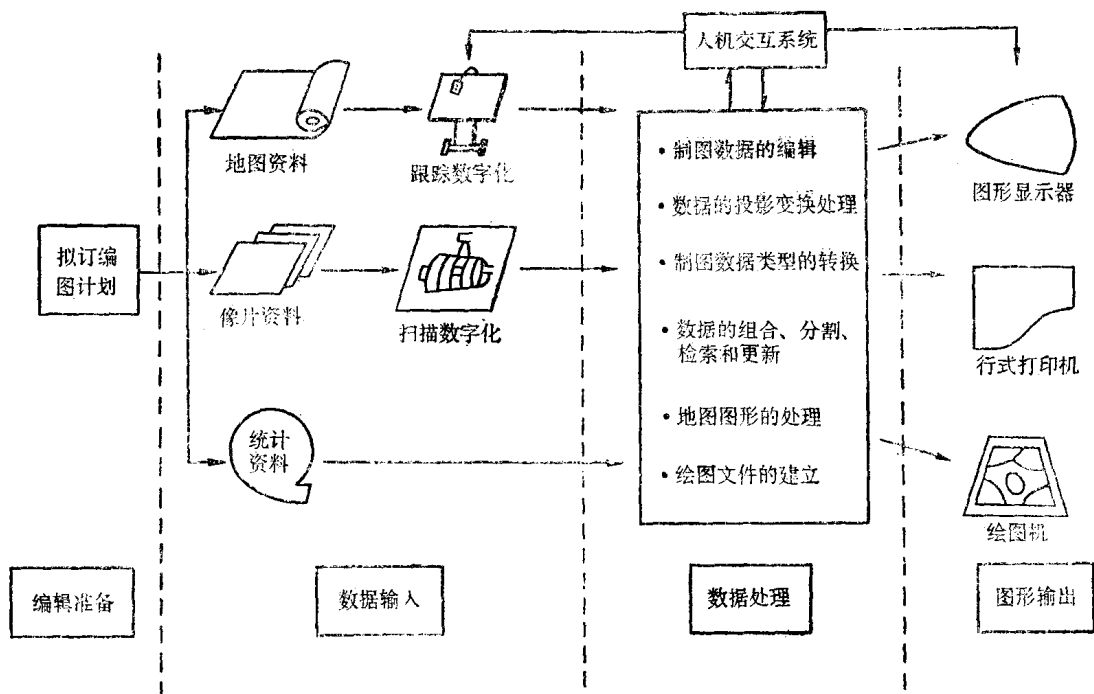 人机交互系统
地图资料
跟踪数字化
拟订编
图计划
像片资料
扫描数字化
统计
资料
• 制图数据的编辑
• 数据的投影变换处理
• 制图数据类型的转换
• 数据的组合、分割、
检索和更新
• 地图图形的处理
• 绘图文件的建立
图形显示器
行式打印机
绘图机
编辑准备
数据输入
数据处理
图形输出